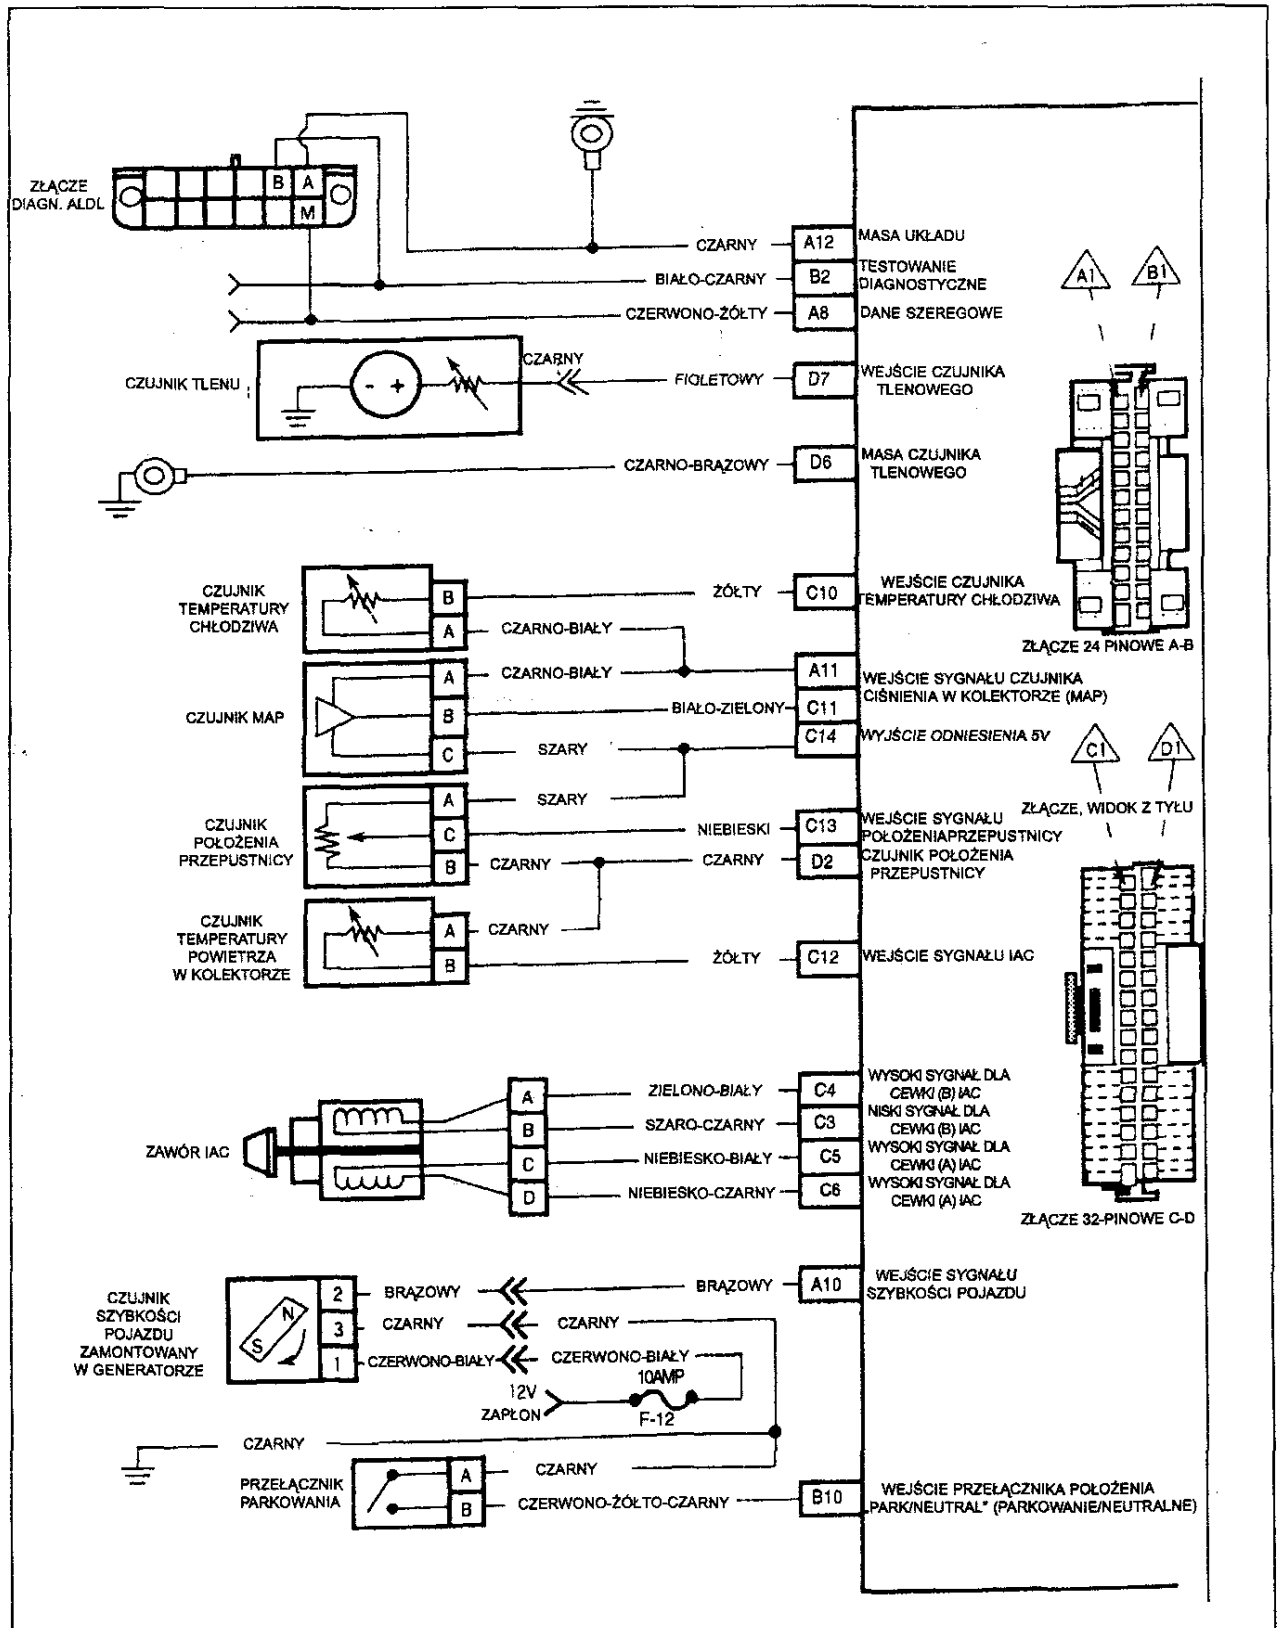 ZŁĄCZE
DIAGN. ALDL
B
A
M
CZARNY
A12
MASA UKŁADU
BIAŁO-CZARNY
B2
TESTOWANIE
DIAGNOSTYCZNE
CZERWONO-ŻÓŁTY
A8
DANE SZEREGOWE
A1
B1
CZUJNIK TLENU
- +
CZARNY
FIOLETOWY
D7
WEJŚCIE CZUJNIKA
TLENOWEGO
CZARNO-BRĄZOWY
D6
MASA CZUJNIKA
TLENOWEGO
CZUJNIK
TEMPERATURY
CHŁODZIWA
B
A
ŻÓŁTY
C10
WEJŚCIE CZUJNIKA
TEMPERATURY CHŁODZIWA
CZARNO-BIAŁY
ZŁĄCZE 24 PINOWE A-B
CZUJNIK MAP
A
B
C
CZARNO-BIAŁY
A11
WEJŚCIE SYGNAŁU CZUJNIKA
CIŚNIENIA W KOLEKTORZE (MAP)
BIAŁO-ZIELONY
C11
SZARY
C14
WYJŚCIE ODNIESIENIA 5V
C1
D1
ZŁĄCZE, WIDOK Z TYŁU
CZUJNIK
POŁOŻENIA
PRZEPUSTNICY
A
C
B
SZARY
NIEBIESKI
C13
WEJŚCIE SYGNAŁU
POŁOŻENIAPRZEPUSTNICY
CZARNY
CZARNY
D2
CZUJNIK POŁOŻENIA
PRZEPUSTNICY
CZUJNIK
TEMPERATURY
POWIETRZA
W KOLEKTORZE
A
B
CZARNY
ŻÓŁTY
C12
WEJŚCIE SYGNAŁU IAC
ZAWÓR IAC
A
B
C
D
ZIELONO-BIAŁY
C4
WYSOKI SYGNAŁ DLA
CEWKI (B) IAC
SZARO-CZARNY
C3
NISKI SYGNAŁ DLA
CEWKI (B) IAC
NIEBIESKO-BIAŁY
C5
WYSOKI SYGNAŁ DLA
CEWKI (A) IAC
NIEBIESKO-CZARNY
C6
WYSOKI SYGNAŁ DLA
CEWKI (A) IAC
ZŁĄCZE 32-PINOWE C-D
CZUJNIK
SZYBKOŚCI
POJAZDU
ZAMONTOWANY
W GENERATORZE
N
S
2
3
1
BRĄZOWY
BRĄZOWY
A10
WEJŚCIE SYGNAŁU
SZYBKOŚCI POJAZDU
CZARNY
CZARNY
CZERWONO-BIAŁY
CZERWONO-BIAŁY
12V
ZAPŁON
10AMP
F-12
CZARNY
PRZEŁĄCZNIK
PARKOWANIA
A
B
CZARNY
CZERWONO-ŻÓŁTO-CZARNY
B10
WEJŚCIE PRZEŁĄCZNIKA POŁOŻENIA
„PARK/NEUTRAL" (PARKOWANIE/NEUTRALNE)